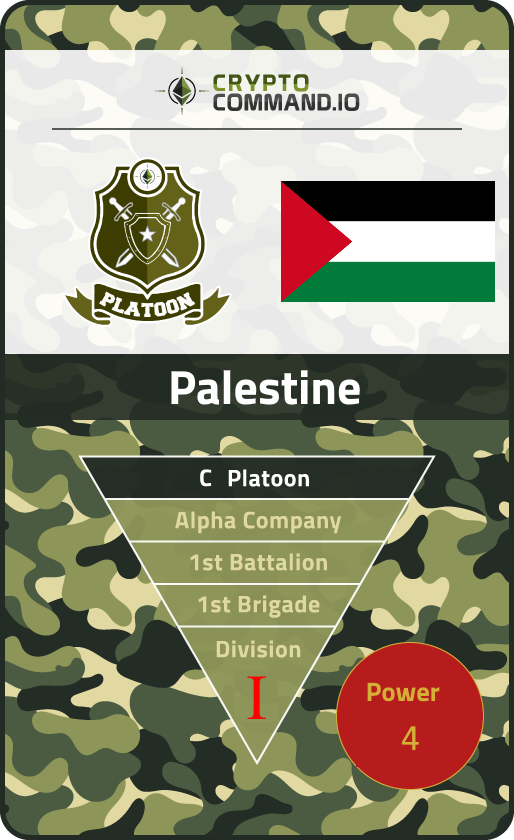 CRYPTO
COMMAND.IO
PLATOON
Palestine
C Platoon
Alpha Company
1st Battalion
1st Brigade
Division
I
Power
4